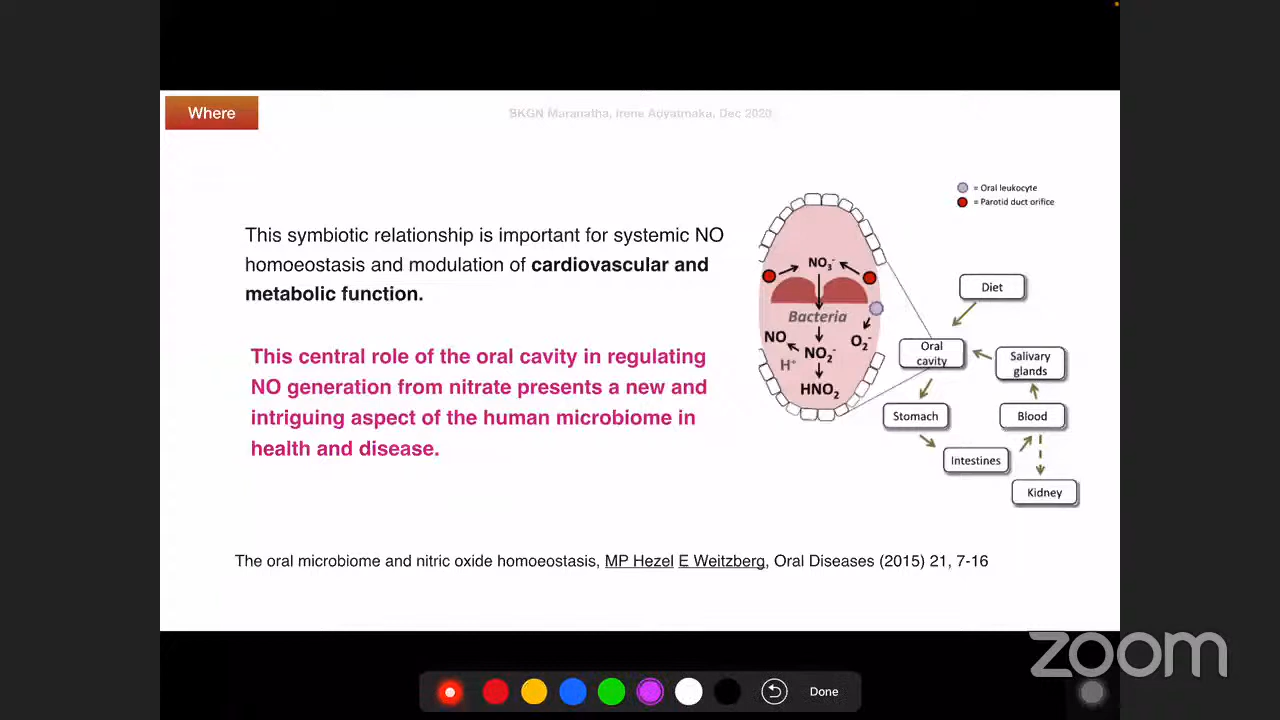 Where
BKGN Maranatha, Irene Adyatmaka, Dec 2020
This symbiotic relationship is important for systemic NO
homoeostasis and modulation of cardiovascular and
metabolic function.
This central role of the oral cavity in regulating
NO generation from nitrate presents a new and
intriguing aspect of the human microbiome in
health and disease.
= Oral leukocyte
= Parotid duct orifice
NO3-
Bacteria
NO
O2-
NO2-
H+
HNO2
Diet
Oral
cavity
Salivary
glands
Stomach
Blood
Intestines
Kidney
The oral microbiome and nitric oxide homoeostasis, MP Hezel E Weitzberg, Oral Diseases (2015) 21, 7-16
zoom
Done